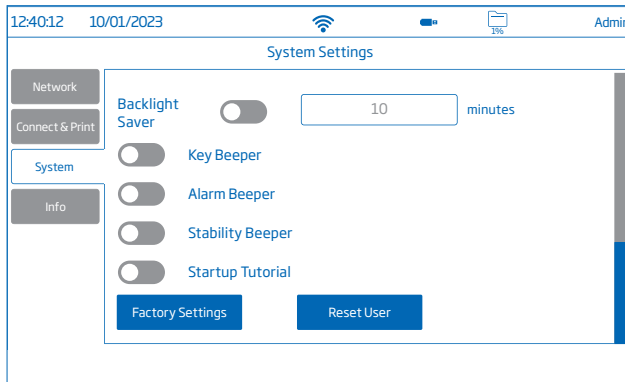 12:40:12 10/01/2023 1% Admin
System Settings
Network
Connect & Print
System
Info
Backlight Saver 10 minutes
Key Beeper
Alarm Beeper
Stability Beeper
Startup Tutorial
Factory Settings Reset User